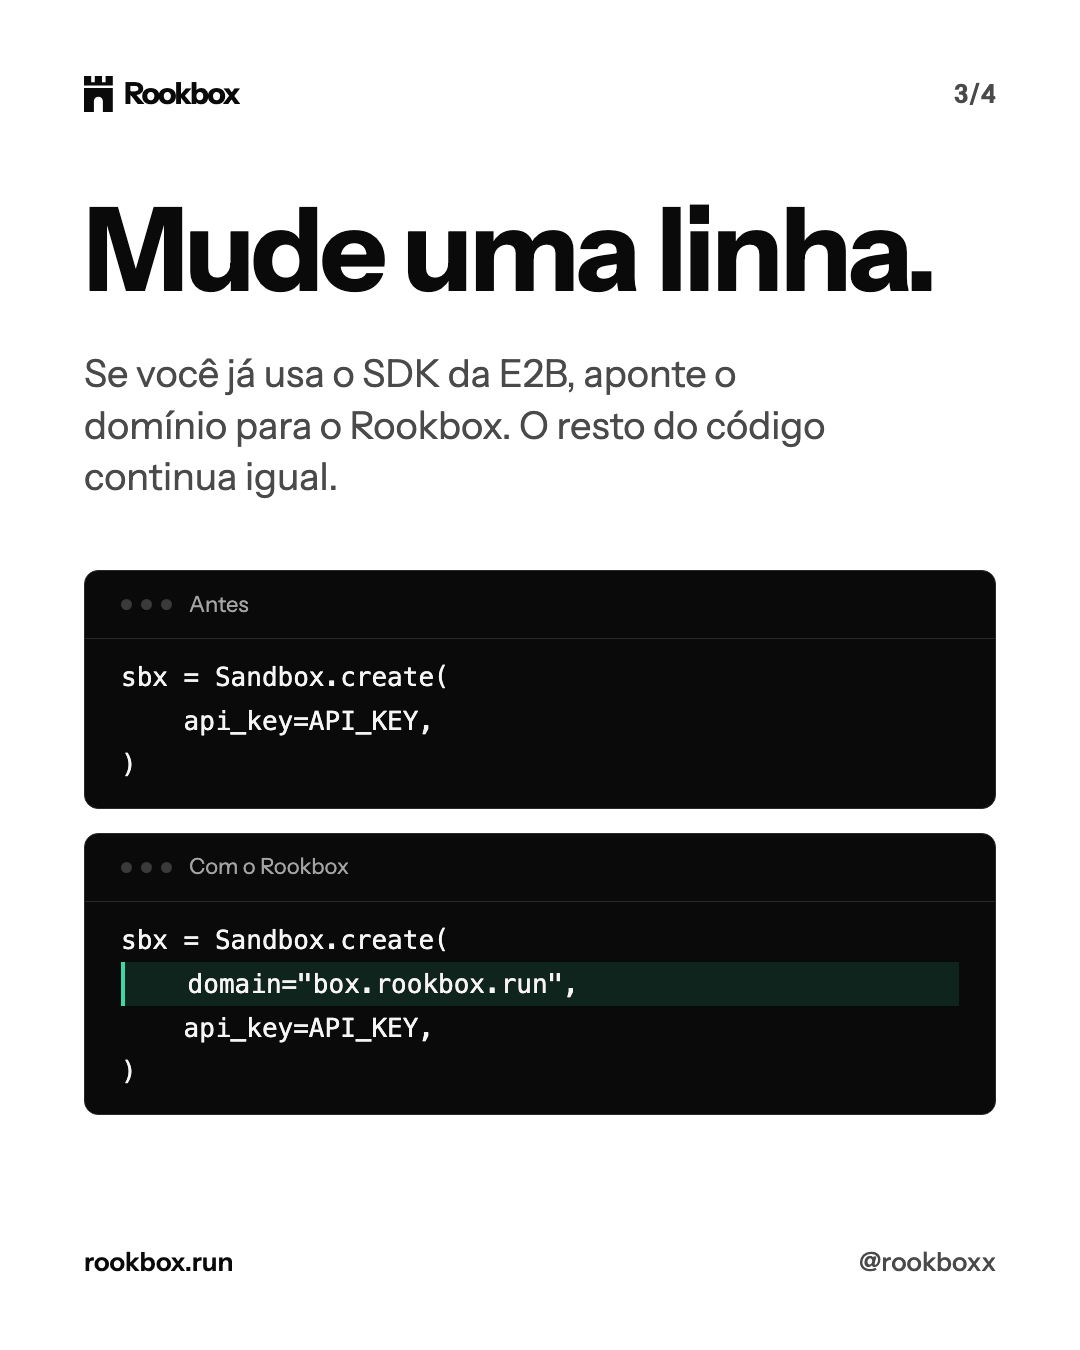 Rookbox
3/4
Mude uma linha.
Se você já usa o SDK da E2B, aponte o
domínio para o Rookbox. O resto do código
continua igual.
Antes
sbx = Sandbox.create(
    api_key=API_KEY,
)
Com o Rookbox
sbx = Sandbox.create(
    domain="box.rookbox.run",
    api_key=API_KEY,
)
rookbox.run
@rookboxx